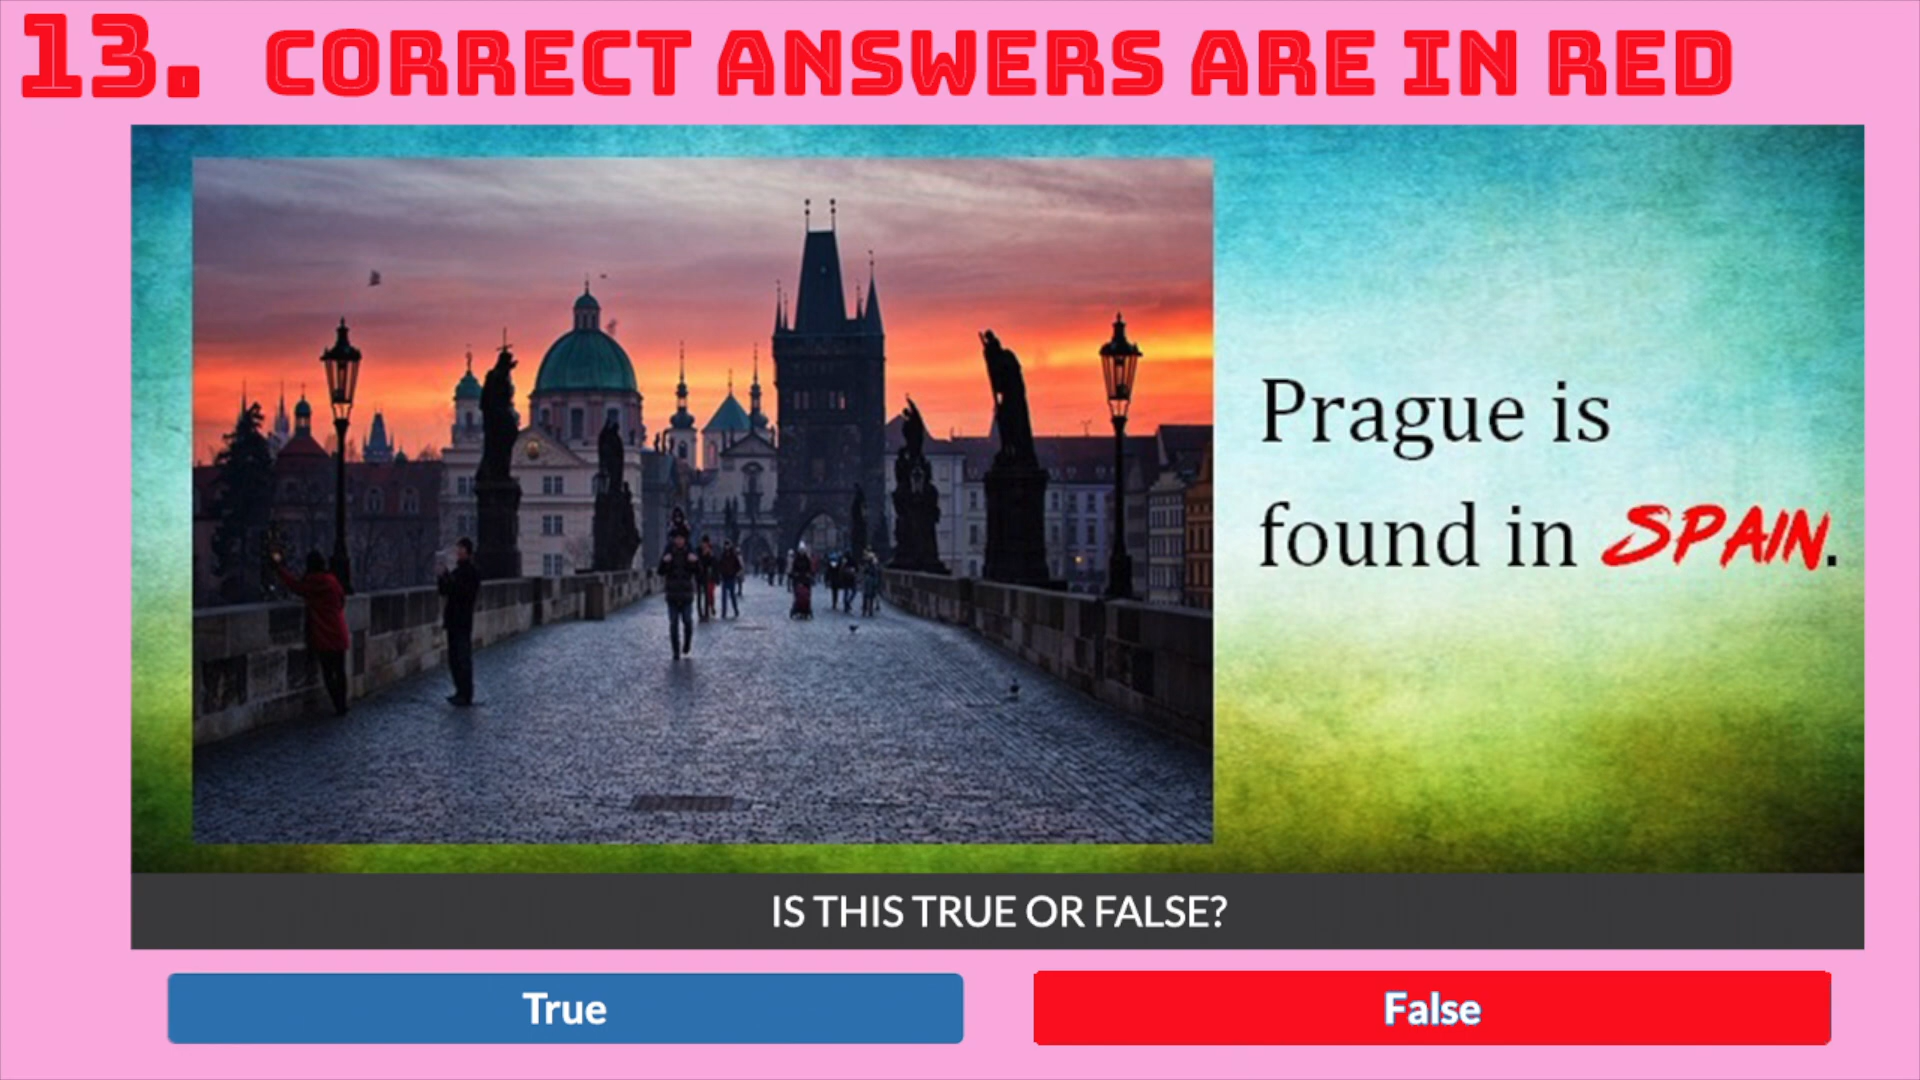 13. CORRECT ANSWERS ARE IN RED
Prague is
found in SPAIN.
IS THIS TRUE OR FALSE?
True
False